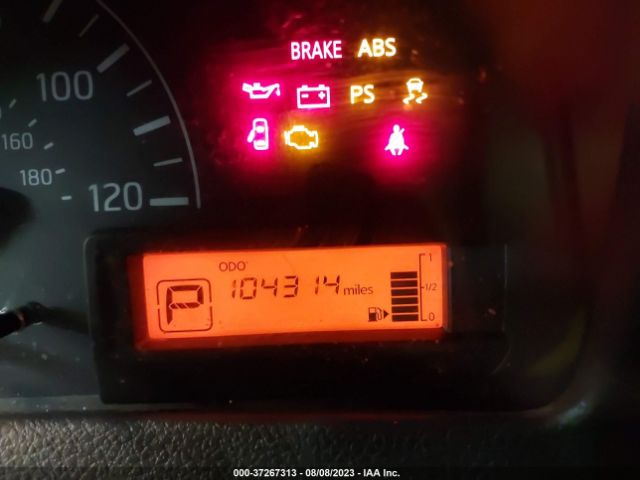 BRAKE ABS
PS
100
160
180
120
ODO
104314 miles
P
1
1/2
0
000-37267313 - 08/08/2023 - IAA Inc.